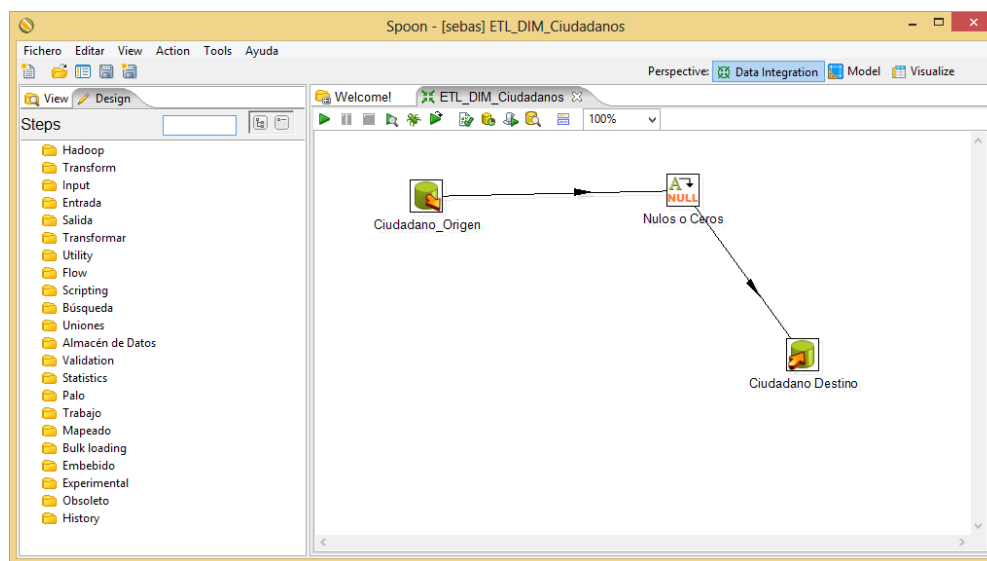 Spoon - [sebas] ETL_DIM_Ciudadanos
Fichero Editar View Action Tools Ayuda
Perspective: Data Integration Model Visualize
View Design
Welcome! ETL_DIM_Ciudadanos
Steps
100%
Hadoop
Transform
Input
Entrada
Salida
Transformar
Utility
Flow
Scripting
Búsqueda
Uniones
Almacén de Datos
Validation
Statistics
Palo
Trabajo
Mapeado
Bulk loading
Embebido
Experimental
Obsoleto
History
Ciudadano_Origen
A
NULL
Nulos o Ceros
Ciudadano Destino